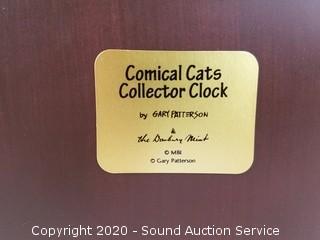 Comical Cats
Collector Clock
by GARY PATTERSON
&
the Danbury Mint
© MBI
© Gary Patterson
Copyright 2020 - Sound Auction Service